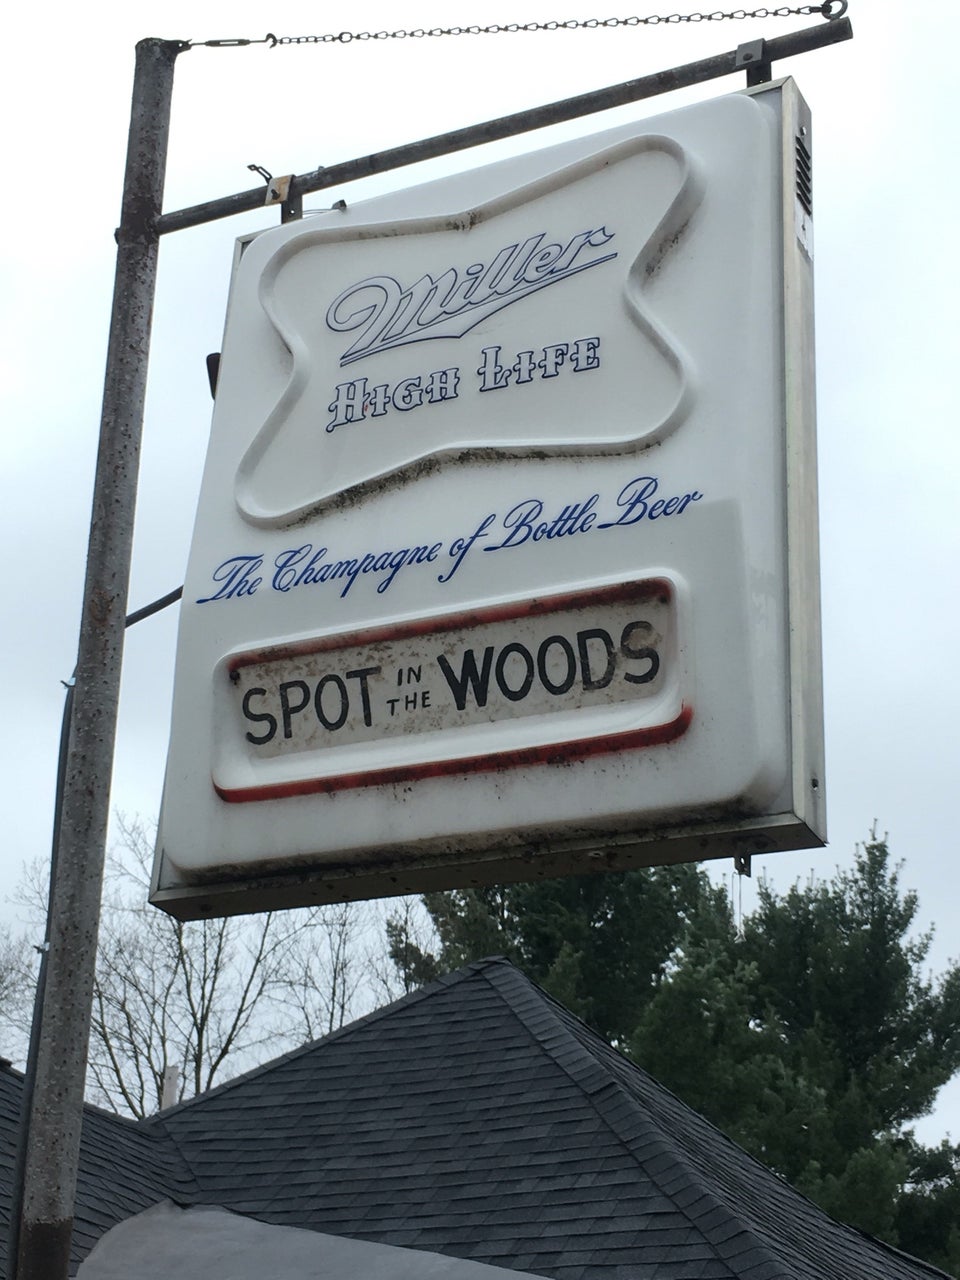 Miller
HIGH LIFE
The Champagne of Bottle Beer
SPOT IN THE WOODS